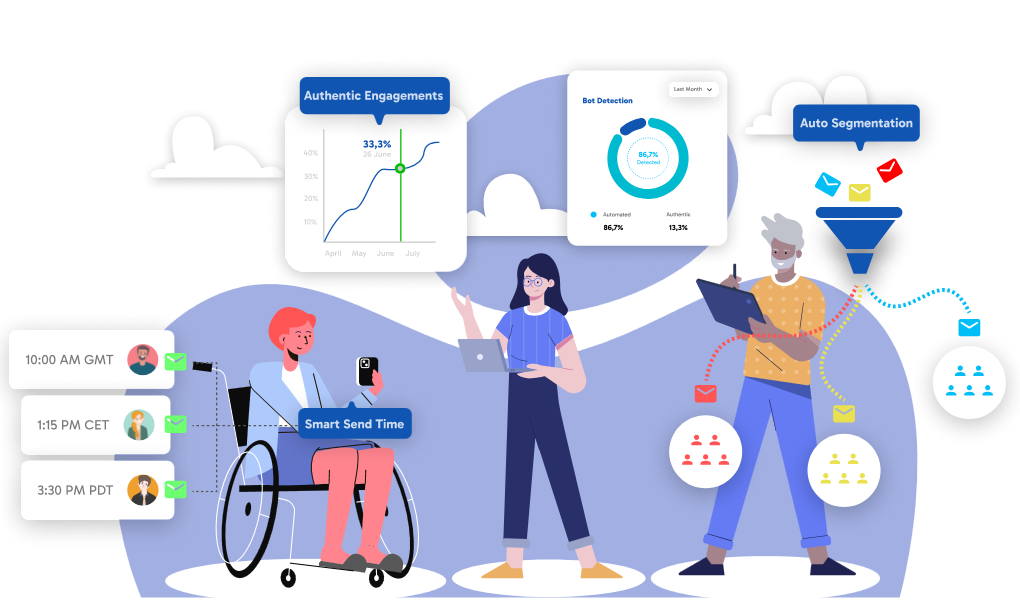 Authentic Engagements
33,3%
26 June
40%
30%
20%
10%
April May June July
Last Month
Bot Detection
86,7%
Detected
Automated Authentic
86,7% 13,3%
Auto Segmentation
10:00 AM GMT
1:15 PM CET
3:30 PM PDT
Smart Send Time